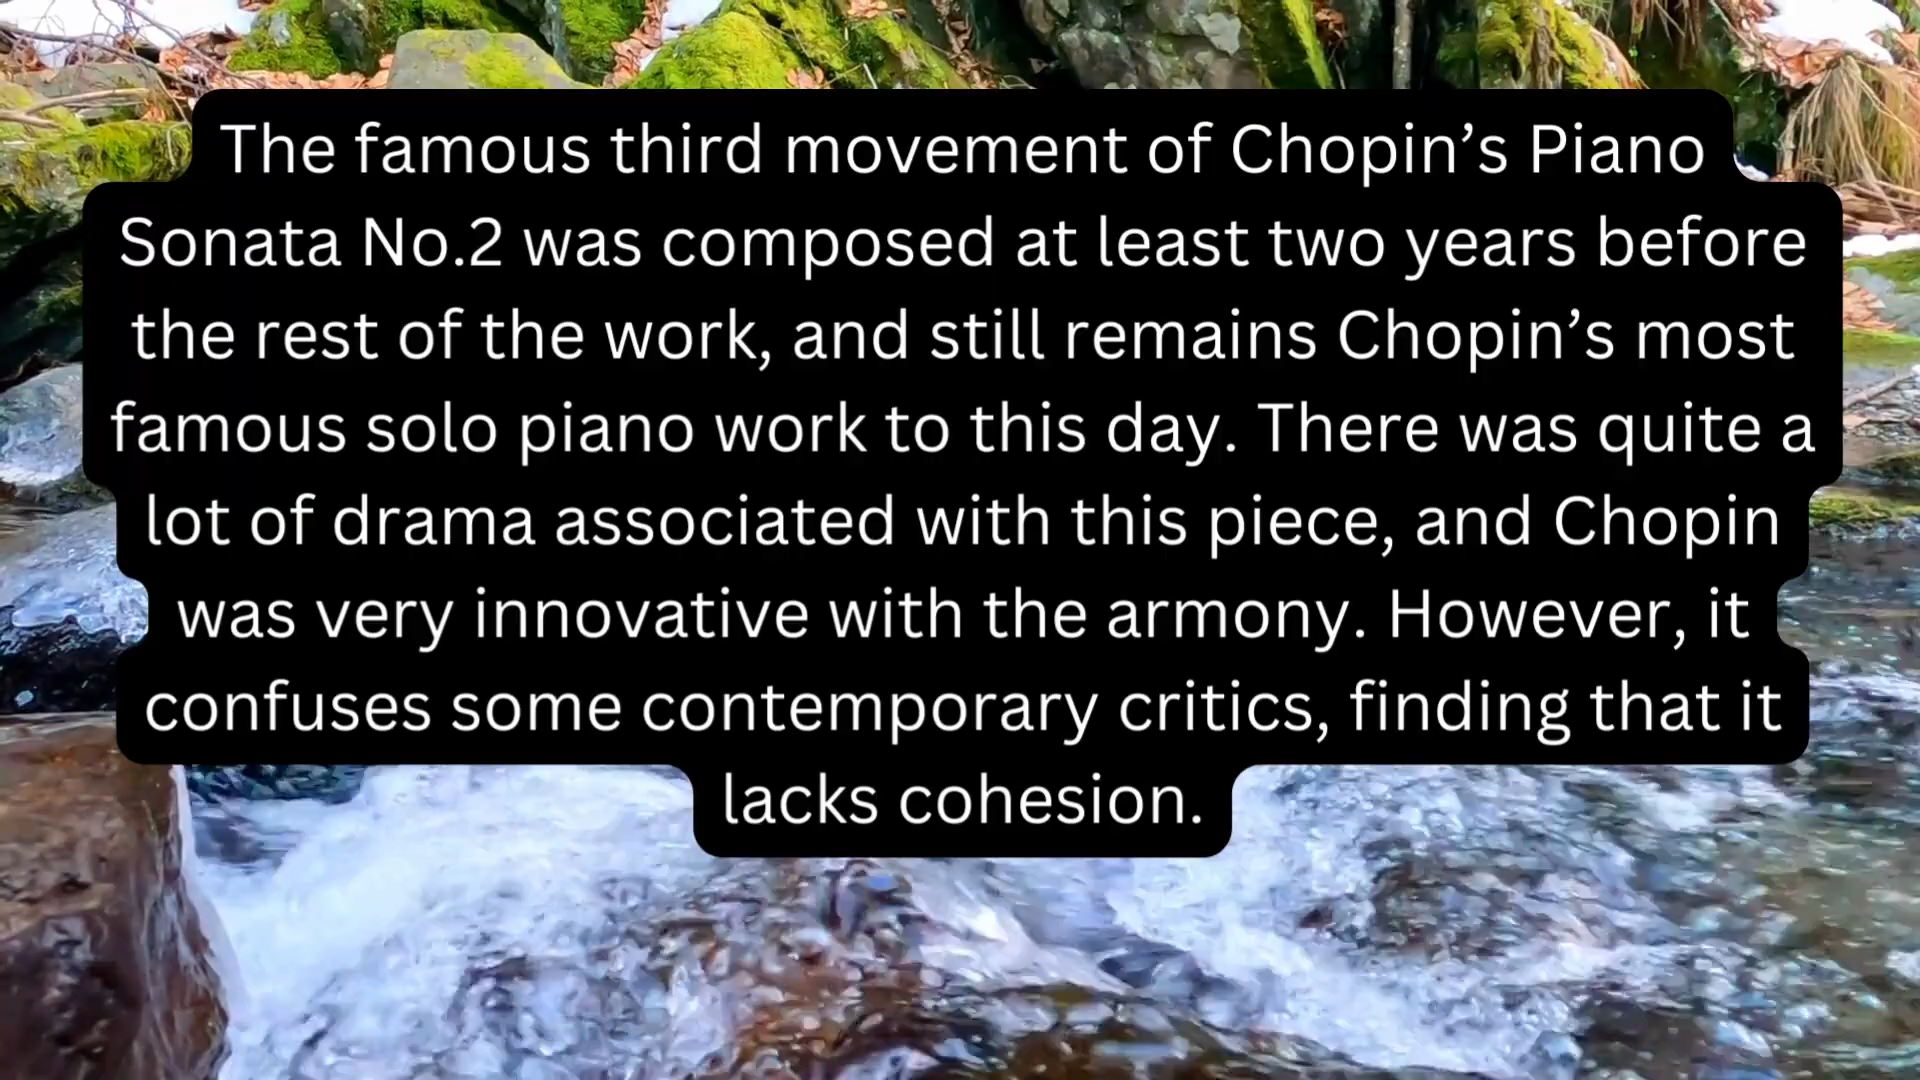 The famous third movement of Chopin’s Piano
Sonata No.2 was composed at least two years before
the rest of the work, and still remains Chopin’s most
famous solo piano work to this day. There was quite a
lot of drama associated with this piece, and Chopin
was very innovative with the armony. However, it
confuses some contemporary critics, finding that it
lacks cohesion.